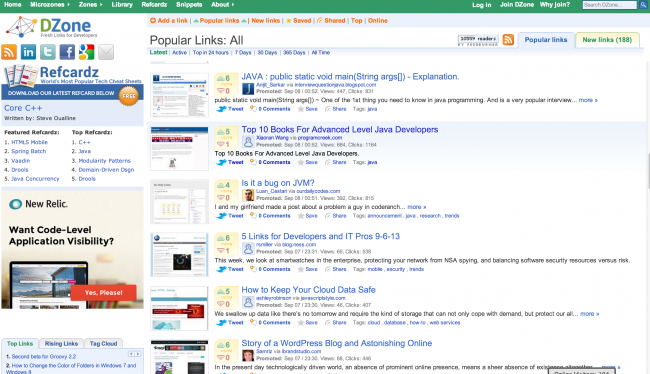 Home Microzones Zones Library Refcardz Snippets About Log in Join DZone Why join? Search DZone...
DZone
Fresh Links for Developers
Refcardz
World's Most Popular Tech Cheat Sheets
DOWNLOAD OUR LATEST REFCARD BELOW
FREE
Core C++
Written by: Steve Oualline
Featured Refcardz: Top Refcardz:
1. HTML5 Mobile 1. C++
2. Spring Batch 2. Java
3. Vaadin 3. Modularity Patterns
4. Drools 4. Domain-Driven Dsgn
5. Java Concurrency 5. Drools
New Relic.
Want Code-Level
Application Visibility?
Yes, Please!
Top Links Rising Links Tag Cloud
1. Second beta for Groovy 2.2
2. How to Change the Color of Folders in Windows 7 and
Windows 8
Add a link | Popular links | New links | Saved | Shared | Top | Online
Popular Links: All
10559 readers
BY FEEDBURNER
Popular links New links (188)
Latest | Active | Top in 24 hours | 7 Days | 30 Days | 365 Days | All Time
6
1
JAVA : public static void main(String args[]) - Explanation.
Arijit_Sarkar via interviewquestionjava.blogspot.com
Promoted: Sep 08 / 00:52. Views: 447, Clicks: 831
public static void main(String args[]) ~ One of the 1st thing you need to know in java programming. And is a very popular interview... more »
Tweet 0 Comments Save Share Tags: java
5
1
Top 10 Books For Advanced Level Java Developers
Xiaoran Wang via programcreek.com
Promoted: Sep 08 / 00:52. Views: 684, Clicks: 1184
Top 10 Books For Advanced Level Java Developers.
Tweet 0 Comments Save Share Tags: java
4
0
Is it a bug on JVM?
Luan_Cestari via ourdailycodes.com
Promoted: Sep 08 / 00:51. Views: 392, Clicks: 815
I and my girlfriend made a post about a problem a guy in coderanch... more »
Tweet 0 Comments Save Share Tags: announcement , java , research , trends
6
1
5 Links for Developers and IT Pros 9-6-13
rsmiller via blog.neos.com
Promoted: Sep 07 / 23:31. Views: 68, Clicks: 538
This week, we look at smartwatches in the enterprise, protecting your network from NSA spying, and balancing software security resources versus risk.
Tweet 0 Comments Save Share Tags: mobile , security , trends
5
0
How to Keep Your Cloud Data Safe
ashleyrobinson via javascriptstyle.com
Promoted: Sep 07 / 23:30. Views: 46, Clicks: 407
We swallow up data like there's no tomorrow and require the kind of storage that can not only cope with demand, but protect our all... more »
Tweet 0 Comments Save Share Tags: cloud , database , how to , web services
6
Story of a WordPress Blog and Astonishing Online
Samritz via lbrandstudio.com
Promoted: Sep 07 / 23:30. Views: 68, Clicks: 446
In the present day technologically driven world, an absence of prominent online presence, means a sheer absence of existence altogether.